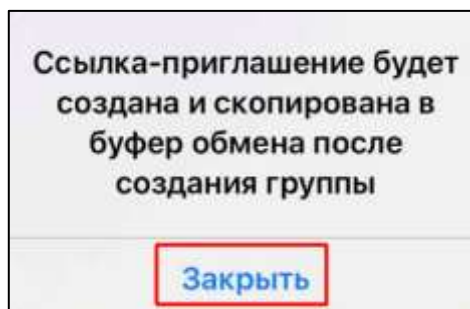 Ссылка-приглашение будет
создана и скопирована в
буфер обмена после
создания группы
Закрыть